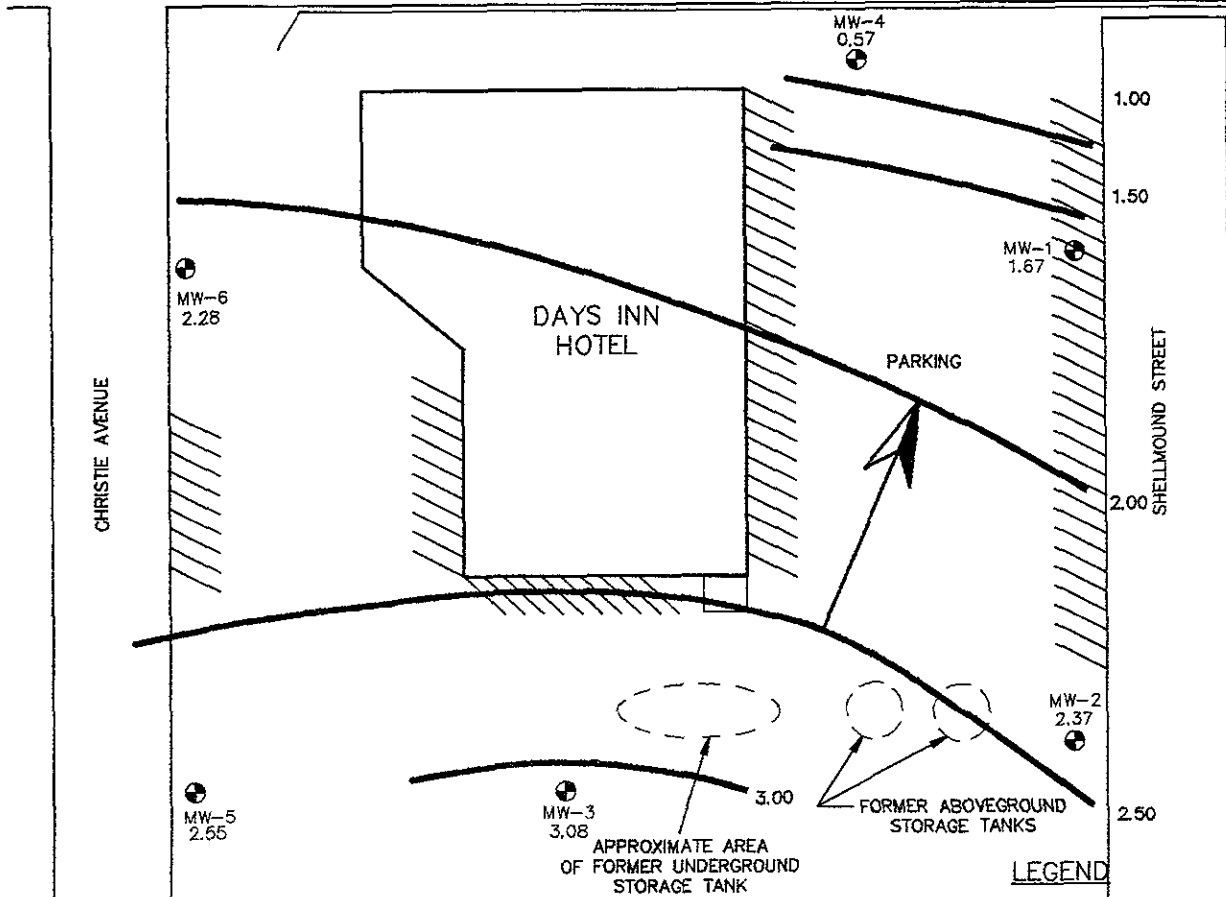 MW-4
0.57
1.00
1.50
MW-1
1.67
MW-6
2.28
DAYS INN
HOTEL
PARKING
CHRISTIE AVENUE
SHELLMOUND STREET
2.00
MW-2
2.37
MW-5
2.55
MW-3
3.08
3.00
FORMER ABOVEGROUND
STORAGE TANKS
2.50
APPROXIMATE AREA
OF FORMER UNDERGROUND
STORAGE TANK
LEGEND